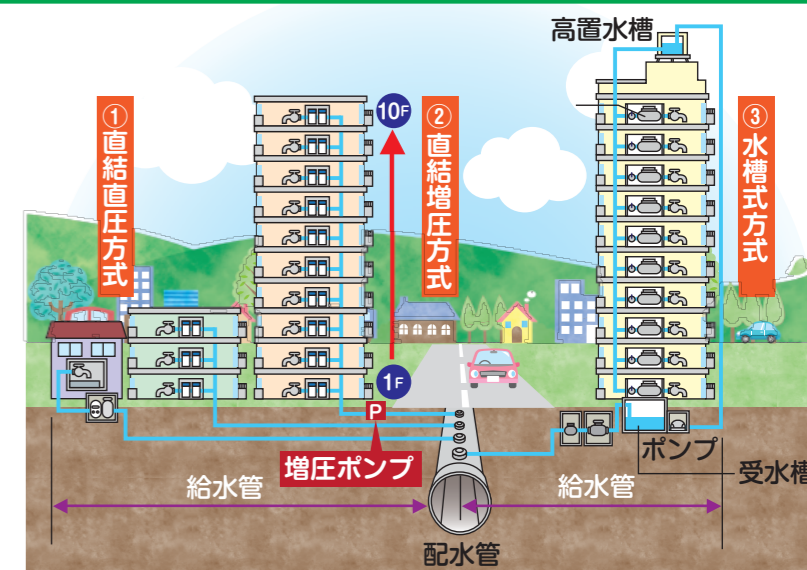 高置水槽
①直結直圧方式
10F
②直結増圧方式
③水槽式方式
1F
P
増圧ポンプ
ポンプ
受水槽
給水管
給水管
配水管